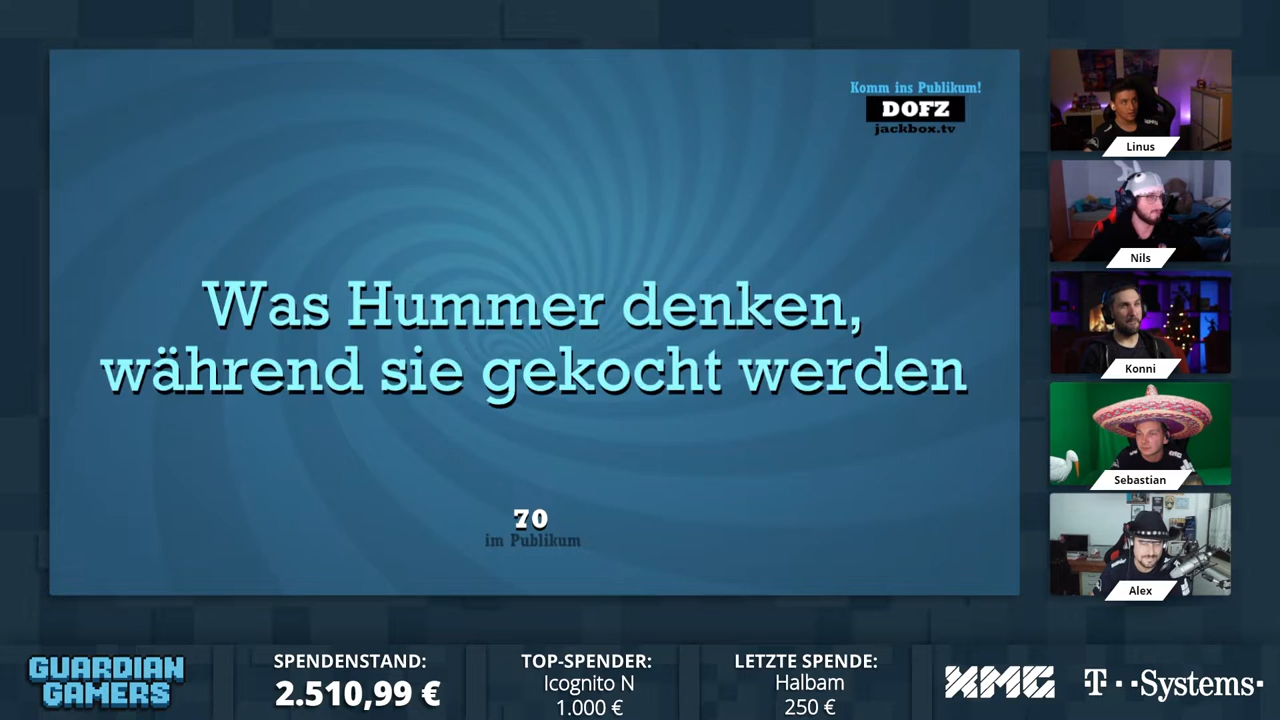 Komm ins Publikum!
DOFZ
jackbox.tv
Was Hummer denken,
während sie gekocht werden
70
im Publikum
Linus
Nils
Konni
Sebastian
Alex
GUARDIAN
GAMERS
SPENDENSTAND:
2.510,99 €
TOP-SPENDER:
Icognito N
1.000 €
LETZTE SPENDE:
Halbam
250 €
XMG
T··Systems·